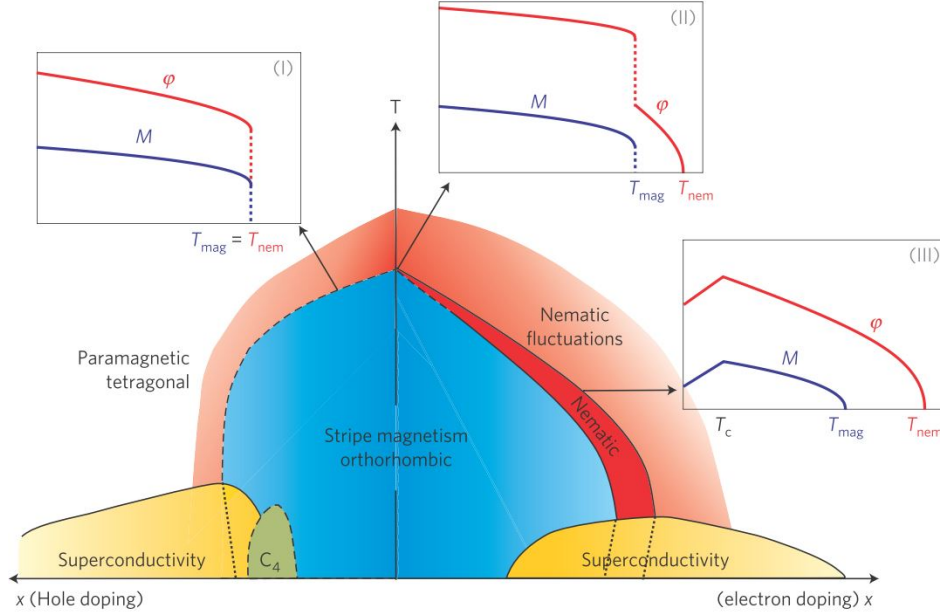 (I)
φ
M
T_mag = T_nem
(II)
M
φ
T_mag
T_nem
T
(III)
φ
M
T_c
T_mag
T_nem
Paramagnetic
tetragonal
Nematic
fluctuations
Nematic
Stripe magnetism
orthorhombic
Superconductivity
C_4
Superconductivity
x (Hole doping)
(electron doping) x